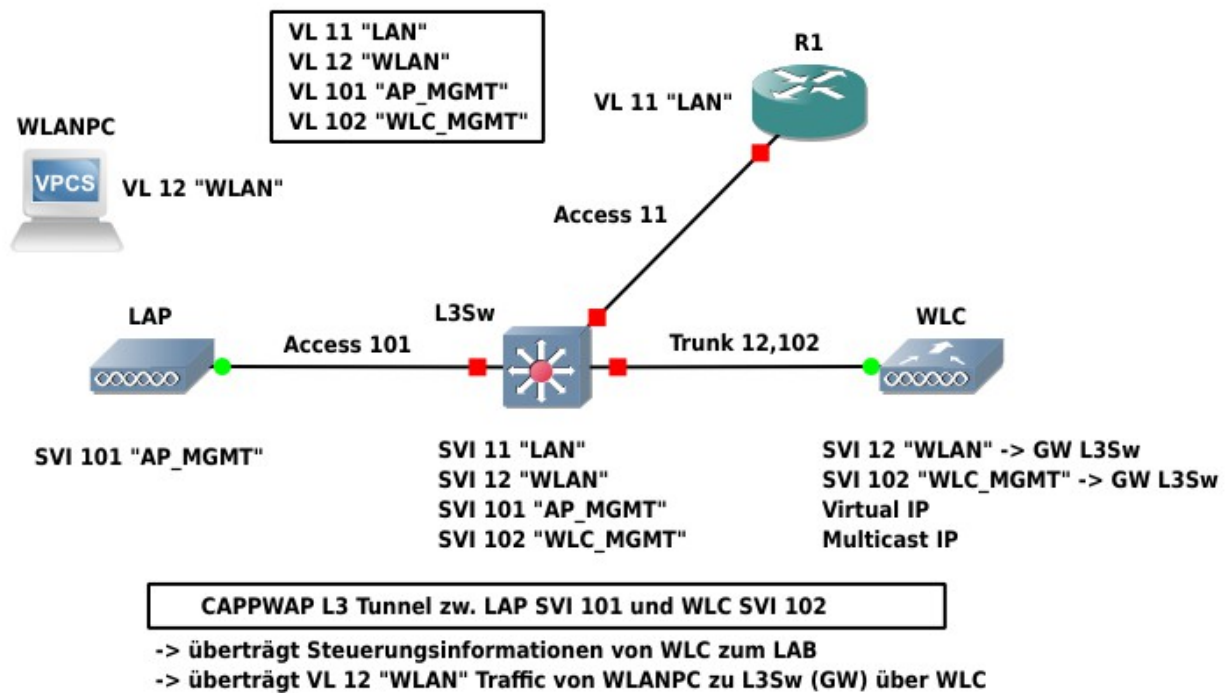 VL 11 "LAN"
VL 12 "WLAN"
VL 101 "AP_MGMT"
VL 102 "WLC_MGMT"
R1
VL 11 "LAN"
WLANPC
VPCS
VL 12 "WLAN"
Access 11
LAP
L3Sw
WLC
Access 101
Trunk 12,102
SVI 101 "AP_MGMT"
SVI 11 "LAN"
SVI 12 "WLAN"
SVI 101 "AP_MGMT"
SVI 102 "WLC_MGMT"
SVI 12 "WLAN" -> GW L3Sw
SVI 102 "WLC_MGMT" -> GW L3Sw
Virtual IP
Multicast IP
CAPPWAP L3 Tunnel zw. LAP SVI 101 und WLC SVI 102
-> überträgt Steuerungsinformationen von WLC zum LAB
-> überträgt VL 12 "WLAN" Traffic von WLANPC zu L3Sw (GW) über WLC